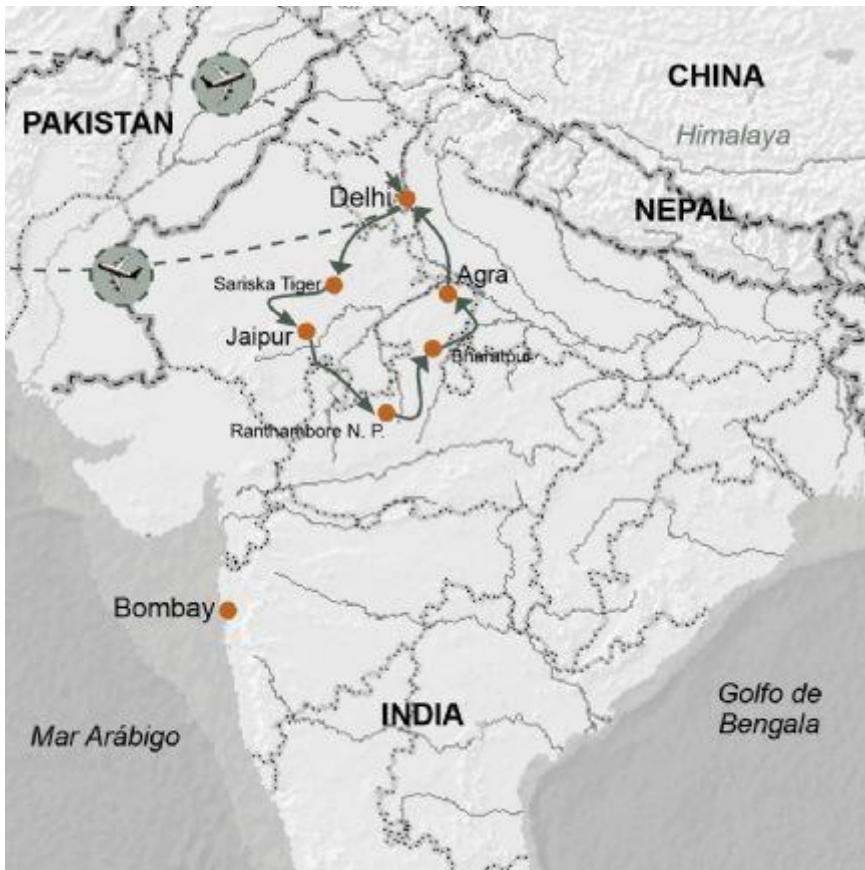 CHINA
PAKISTAN
Himalaya
Delhi
NEPAL
Sariska Tiger
Agra
Jaipur
Bharatpur
Ranthambore N. P.
Bombay
INDIA
Golfo de
Bengala
Mar Arábigo